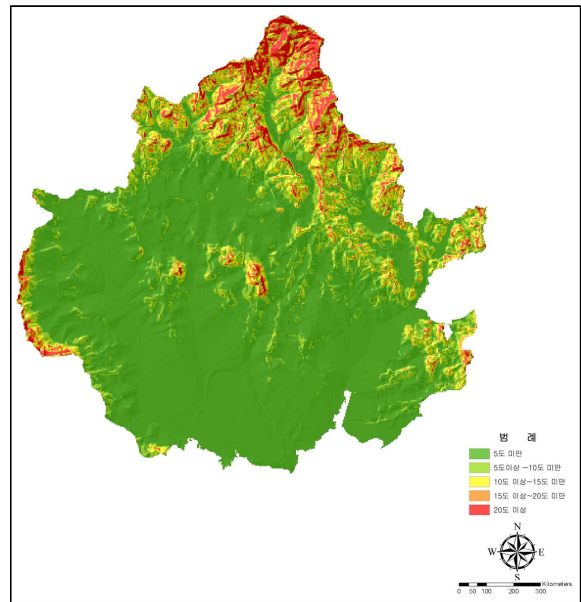 범 례
5도 미만
5도이상 ~10도 미만
10도 이상~15도 미만
15도 이상~20도 미만
20도 이상
N
W E
S
Kilometers
0 50 100 200 300